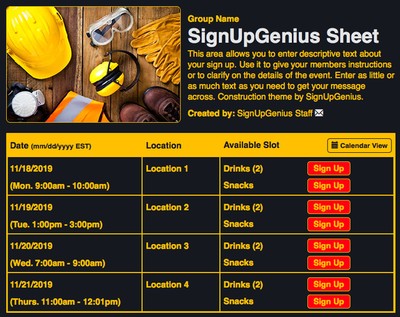 Group Name
SignUpGenius Sheet
This area allows you to enter descriptive text about
your sign up. Use it to give your members instructions
or to clarify on the details of the event. Enter as little or
as much text as you need to get your message
across. Construction theme by SignUpGenius.
Created by: SignUpGenius Staff
Date (mm/dd/yyyy EST) Location Available Slot Calendar View
11/18/2019 Location 1 Drinks (2) Sign Up
(Mon. 9:00am - 10:00am) Snacks Sign Up
11/19/2019 Location 2 Drinks (2) Sign Up
(Tue. 1:00pm - 3:00pm) Snacks Sign Up
11/20/2019 Location 3 Drinks (2) Sign Up
(Wed. 7:00am - 9:00am) Snacks Sign Up
11/21/2019 Location 4 Drinks (2) Sign Up
(Thurs. 11:00am - 12:01pm) Snacks Sign Up